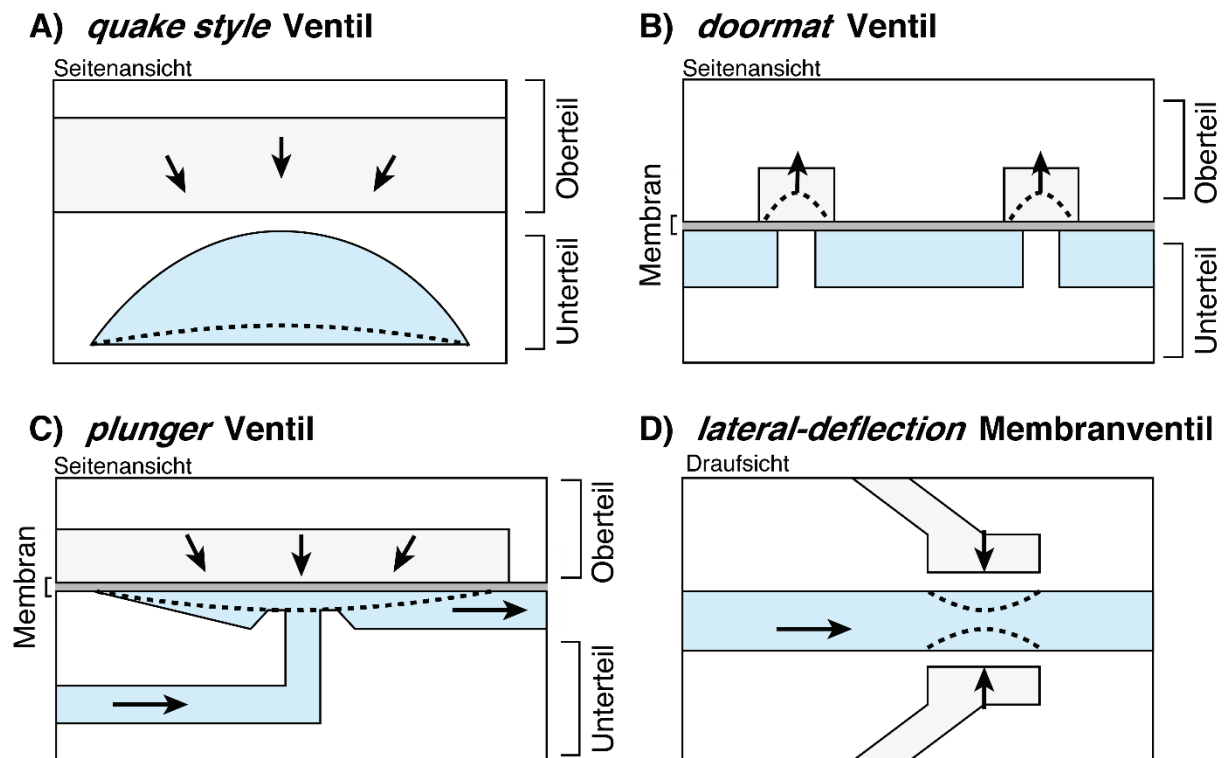 A) quake style Ventil
Seitenansicht
Oberteil
Unterteil
B) doormat Ventil
Seitenansicht
Membran
Oberteil
Unterteil
C) plunger Ventil
Seitenansicht
Membran
Oberteil
Unterteil
D) lateral-deflection Membranventil
Draufsicht